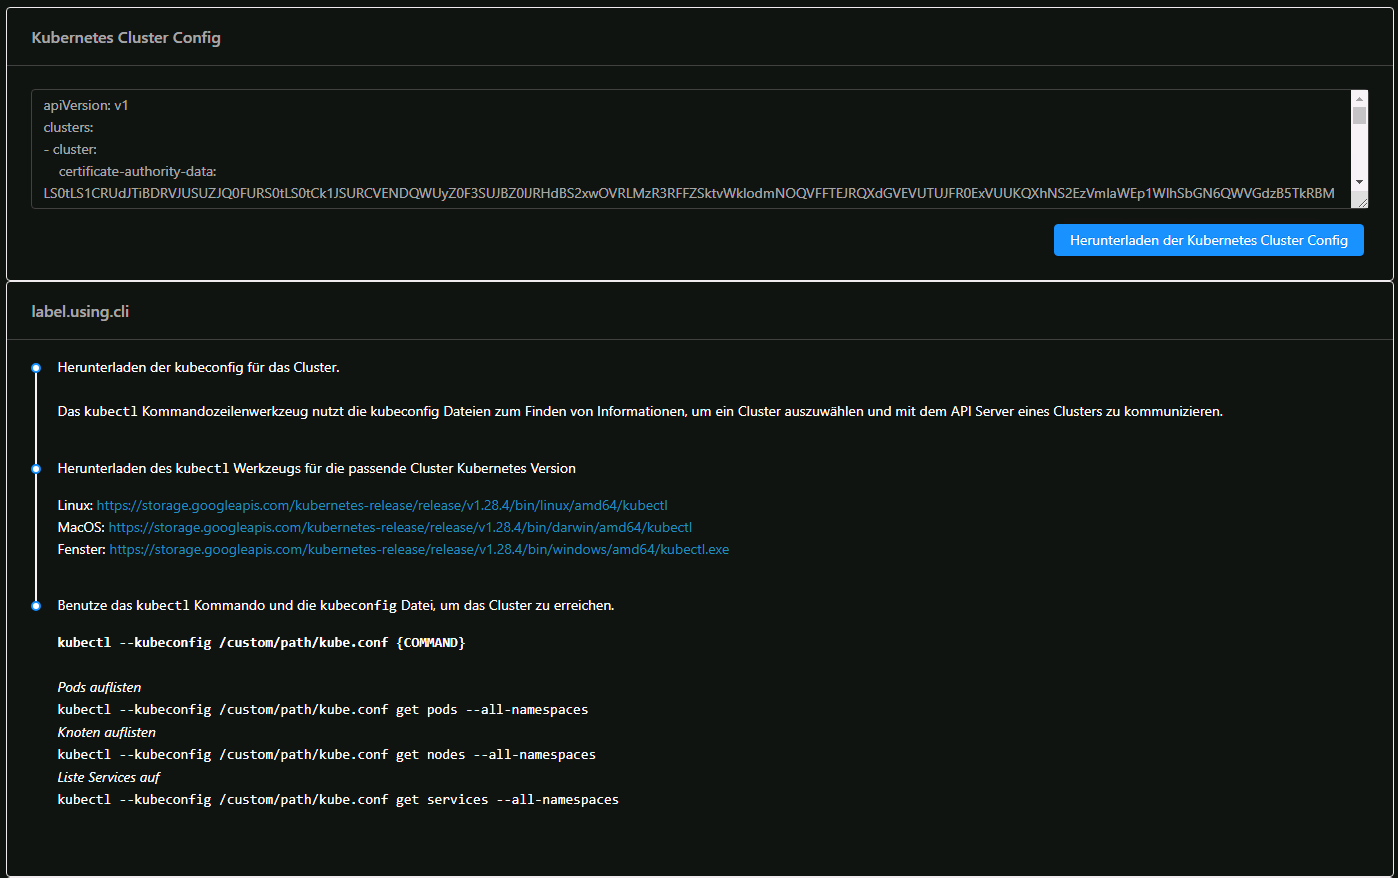 Kubernetes Cluster Config
apiVersion: v1
clusters:
- cluster:
certificate-authority-data:
LS0tLS1CRUdJTiBDRVJUSUZJQ0FURS0tLS0tCk1JSURCVENDQWUyZ0F3SUJBZ0lJRHdBS2xwOVRLMzR3RFFZSktvWklodmNOQVFFTEJRQXdGVEVUTUJFR0ExVUUKQXhNS2EzVmlaWEp1WlhSbGN6QWVGdzB5TkRBM
Herunterladen der Kubernetes Cluster Config
label.using.cli
Herunterladen der kubeconfig für das Cluster.
Das kubectl Kommandozeilenwerkzeug nutzt die kubeconfig Dateien zum Finden von Informationen, um ein Cluster auszuwählen und mit dem API Server eines Clusters zu kommunizieren.
Herunterladen des kubectl Werkzeugs für die passende Cluster Kubernetes Version
Linux: https://storage.googleapis.com/kubernetes-release/release/v1.28.4/bin/linux/amd64/kubectl
MacOS: https://storage.googleapis.com/kubernetes-release/release/v1.28.4/bin/darwin/amd64/kubectl
Fenster: https://storage.googleapis.com/kubernetes-release/release/v1.28.4/bin/windows/amd64/kubectl.exe
Benutze das kubectl Kommando und die kubeconfig Datei, um das Cluster zu erreichen.
kubectl --kubeconfig /custom/path/kube.conf {COMMAND}
Pods auflisten
kubectl --kubeconfig /custom/path/kube.conf get pods --all-namespaces
Knoten auflisten
kubectl --kubeconfig /custom/path/kube.conf get nodes --all-namespaces
Liste Services auf
kubectl --kubeconfig /custom/path/kube.conf get services --all-namespaces